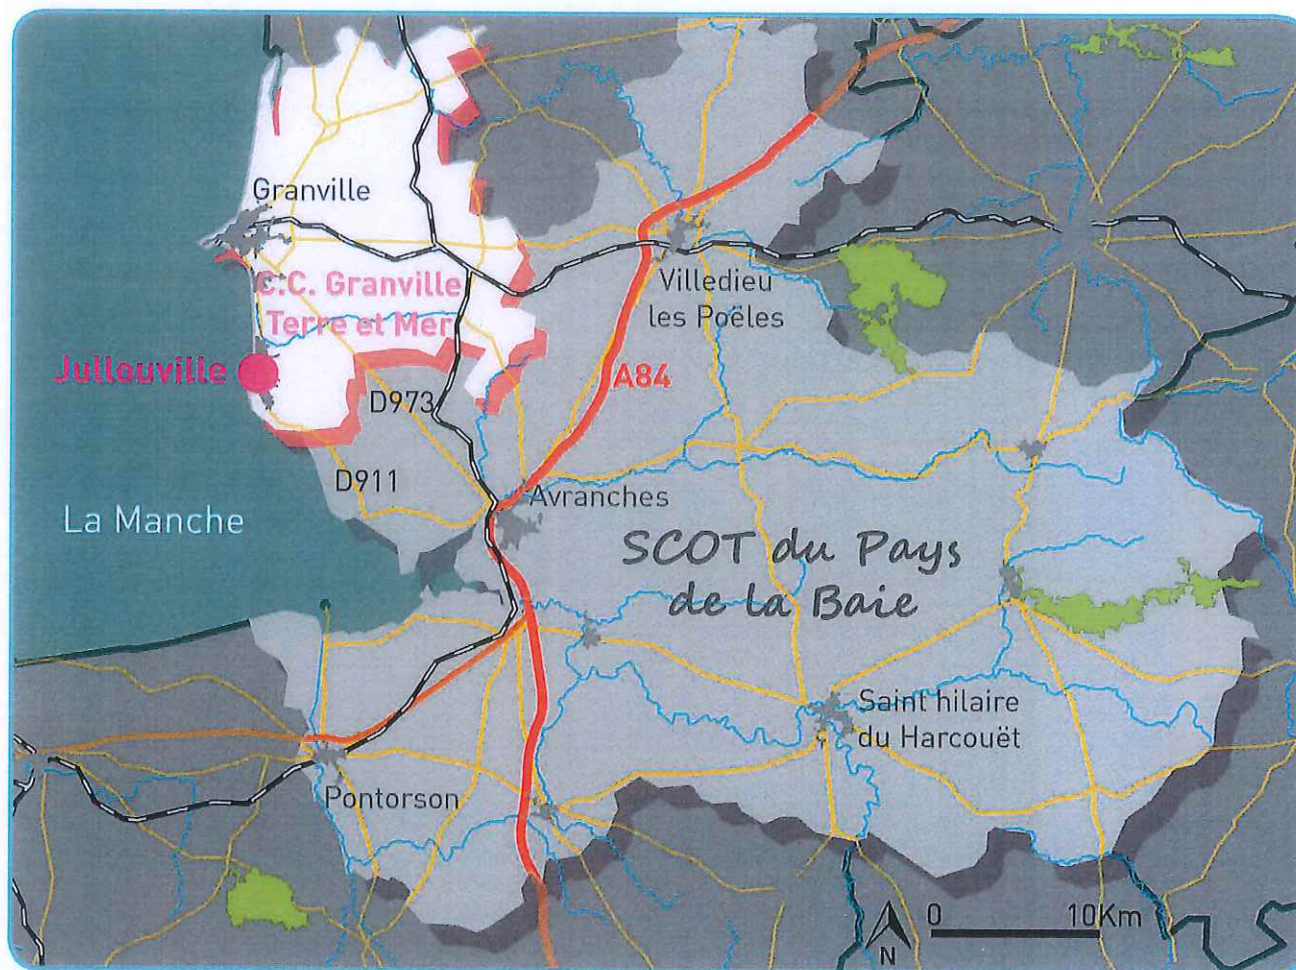 Granville
C.C. Granville
Terre et Mer
Villedieu
les Poëles
Jullouville
D973
A84
D911
Avranches
La Manche
SCOT du Pays
de la Baie
Saint hilaire
du Harcouët
Pontorson
0 10Km
N